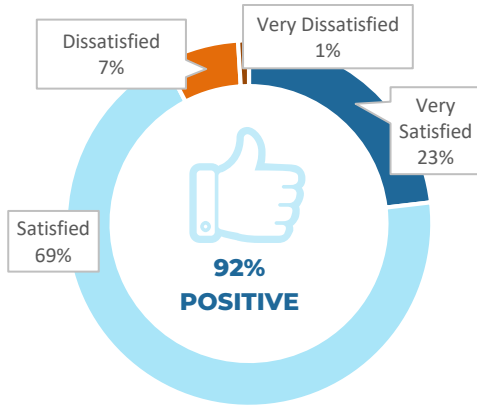 Very Dissatisfied
1%
Dissatisfied
7%
Very
Satisfied
23%
Satisfied
69%
92%
POSITIVE